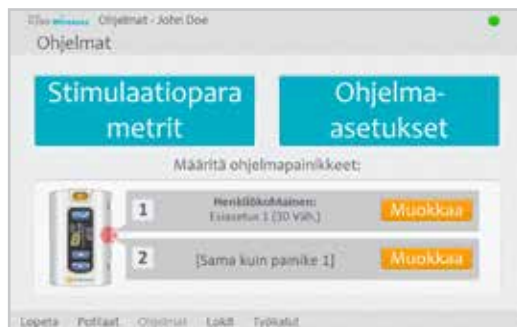 Ohjelmat - John Doe
Ohjelmat
Stimulaatiopara
metrit
Ohjelma-
asetukset
Määritä ohjelmapainikkeet:
1
Henkilökohtainen:
Esiasetus 1 (30 Väh.)
Muokkaa
2
[Sama kuin painike 1]
Muokkaa
Lopeta Potilaat Ohjelmat Lokit Työkalut